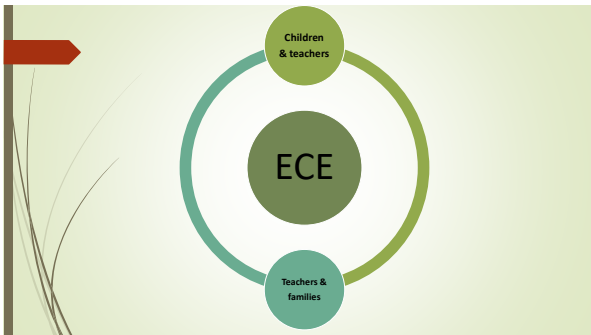 Children
& teachers
ECE
Teachers &
families